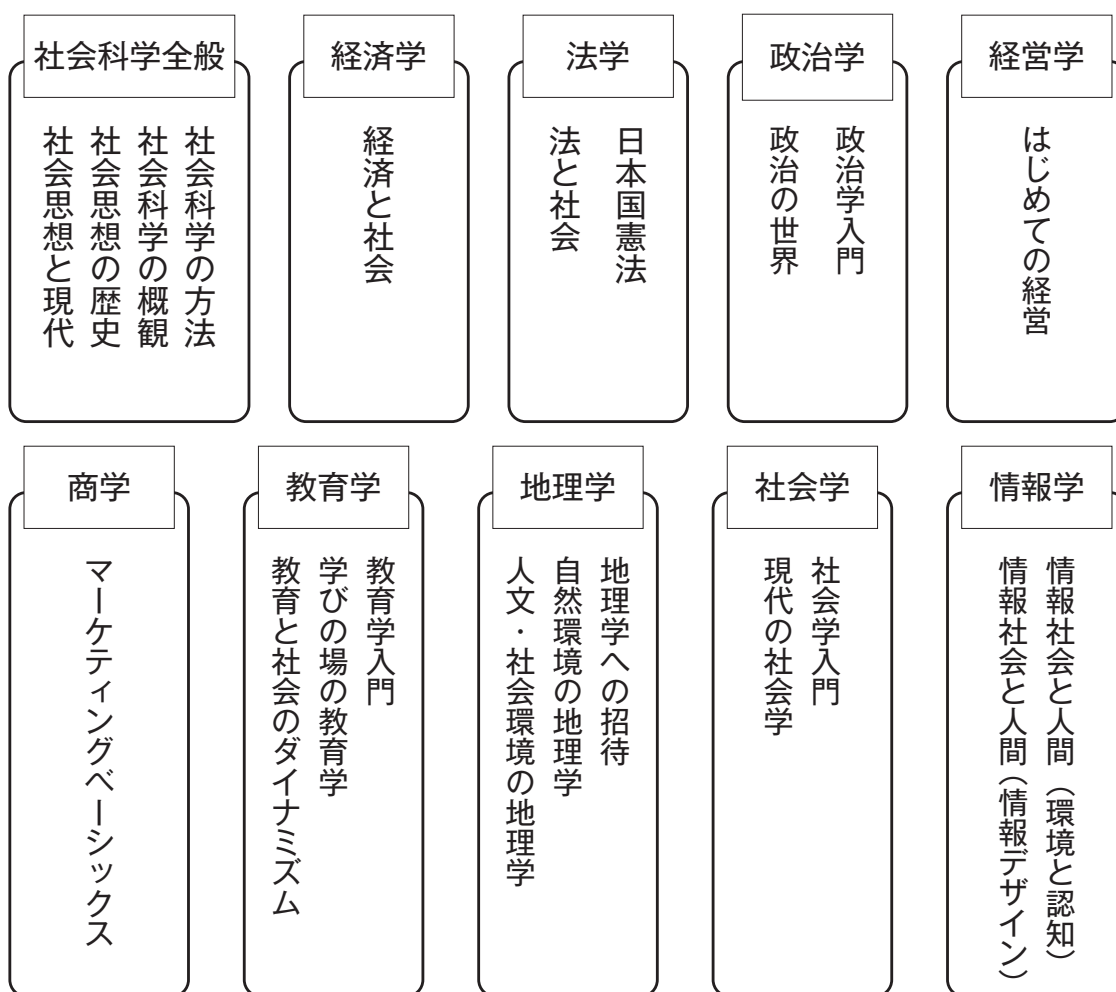 社会科学全般
社会科学の方法
社会科学の概観
社会思想の歴史
社会思想と現代
経済学
経済と社会
法学
日本国憲法
法と社会
政治学
政治学入門
政治の世界
経営学
はじめての経営
商学
マーケティングベーシックス
教育学
教育学入門
学びの場の教育学
教育と社会のダイナミズム
地理学
地理学への招待
自然環境の地理学
人文・社会環境の地理学
社会学
社会学入門
現代の社会学
情報学
情報社会と人間（環境と認知）
情報社会と人間（情報デザイン）